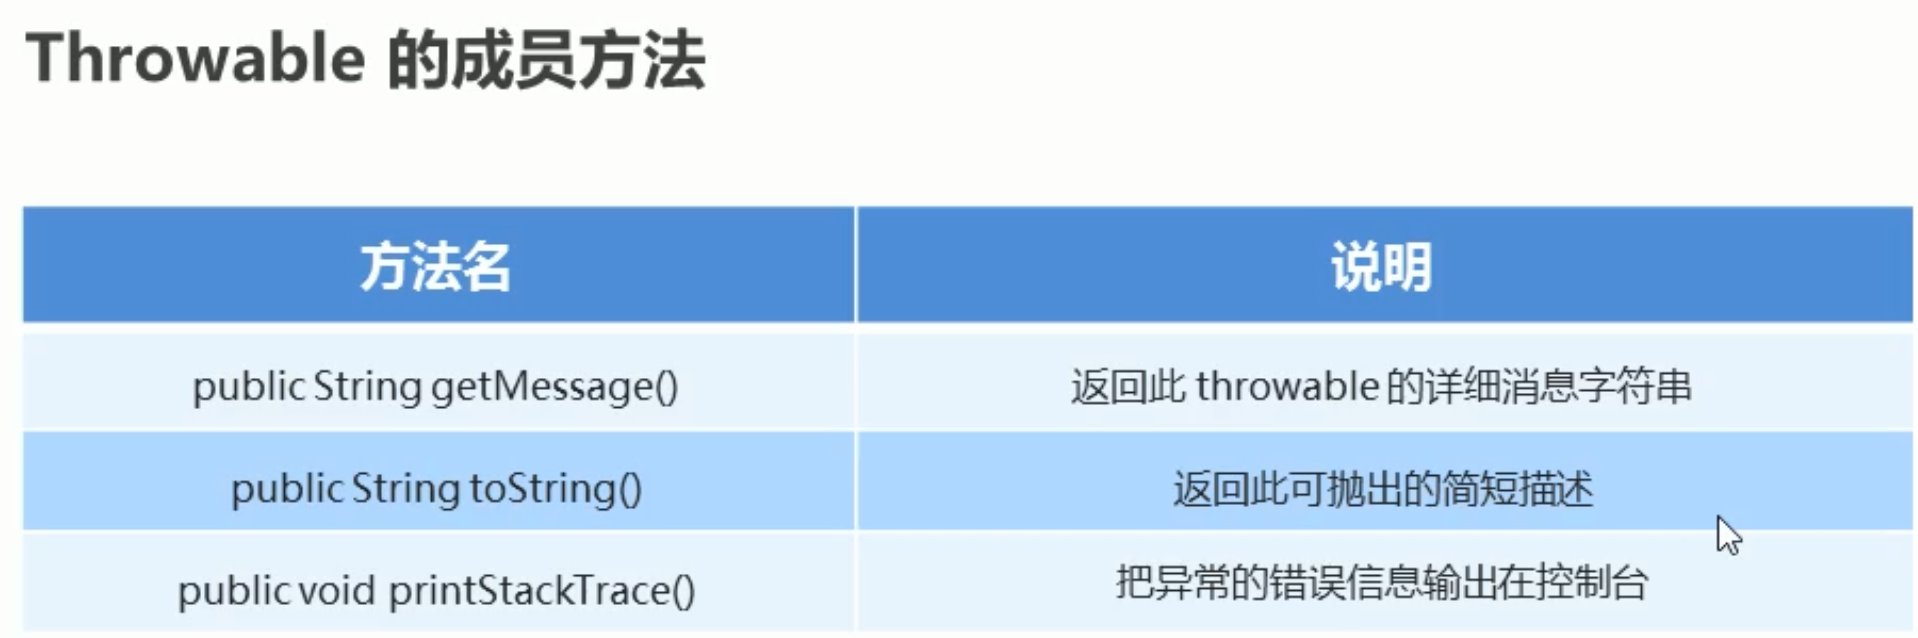 Throwable 的成员方法
方法名 说明
public String getMessage() 返回此 throwable 的详细消息字符串
public String toString() 返回此可抛出的简短描述
public void printStackTrace() 把异常的错误信息输出在控制台